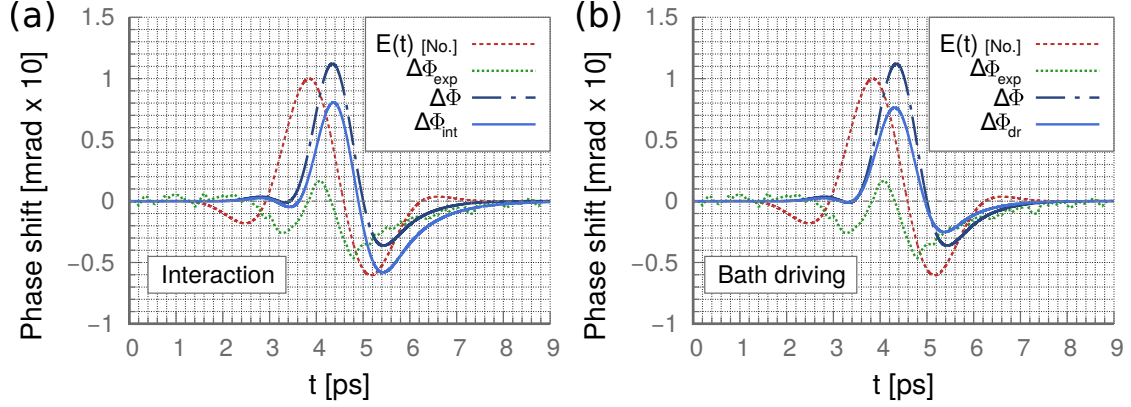 (a)
Phase shift [mrad x 10]
1.5
1
0.5
0
−0.5
−1
E(t) [No.]
ΔΦexp
ΔΦ
ΔΦint
Interaction
0 1 2 3 4 5 6 7 8 9
t [ps]
(b)
Phase shift [mrad x 10]
1.5
1
0.5
0
−0.5
−1
E(t) [No.]
ΔΦexp
ΔΦ
ΔΦdr
Bath driving
0 1 2 3 4 5 6 7 8 9
t [ps]